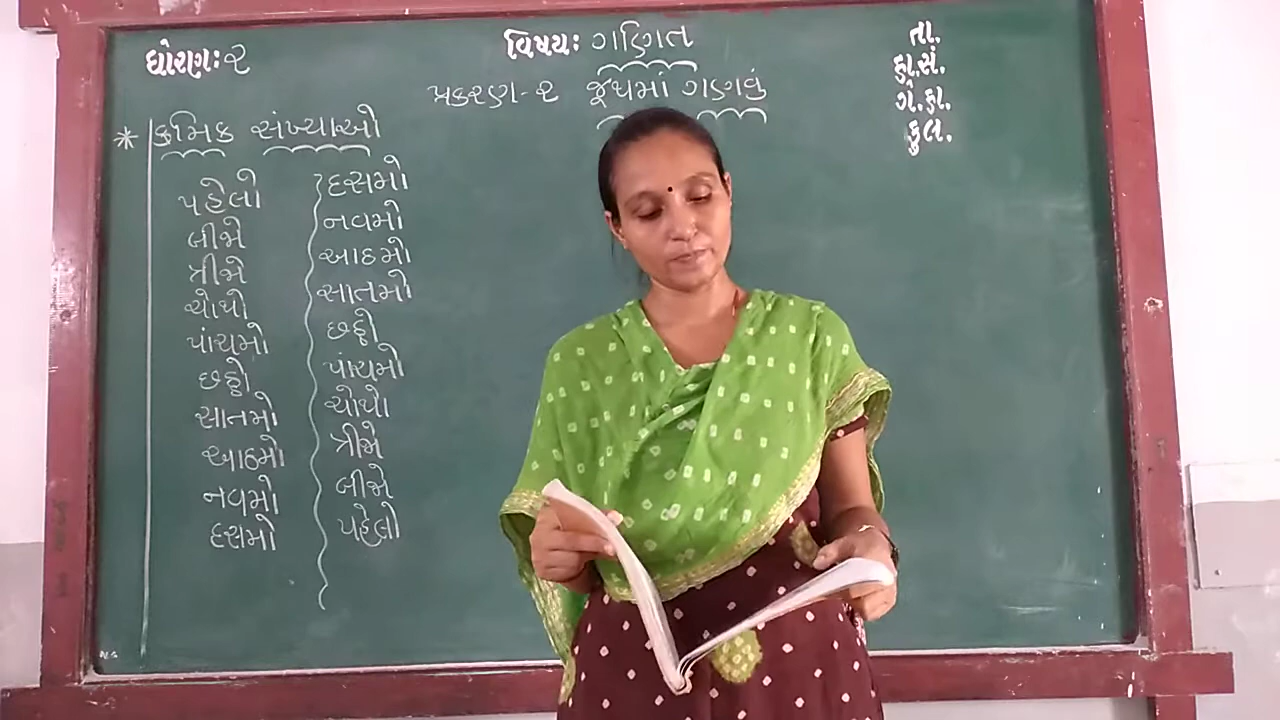 ધોરણ: ૨
વિષય: ગણિત
તા.
હા.સં.
ગે.હા.
કુલ.
પ્રકરણ-૨ જૂથમાં ગણવું
* ક્રમિક સંખ્યાઓ
પહેલો
બીજો
ત્રીજો
ચોથો
પાંચમો
છઠ્ઠો
સાતમો
આઠમો
નવમો
દસમો
દસમો
નવમો
આઠમો
સાતમો
છઠ્ઠો
પાંચમો
ચોથો
ત્રીજો
બીજો
પહેલો